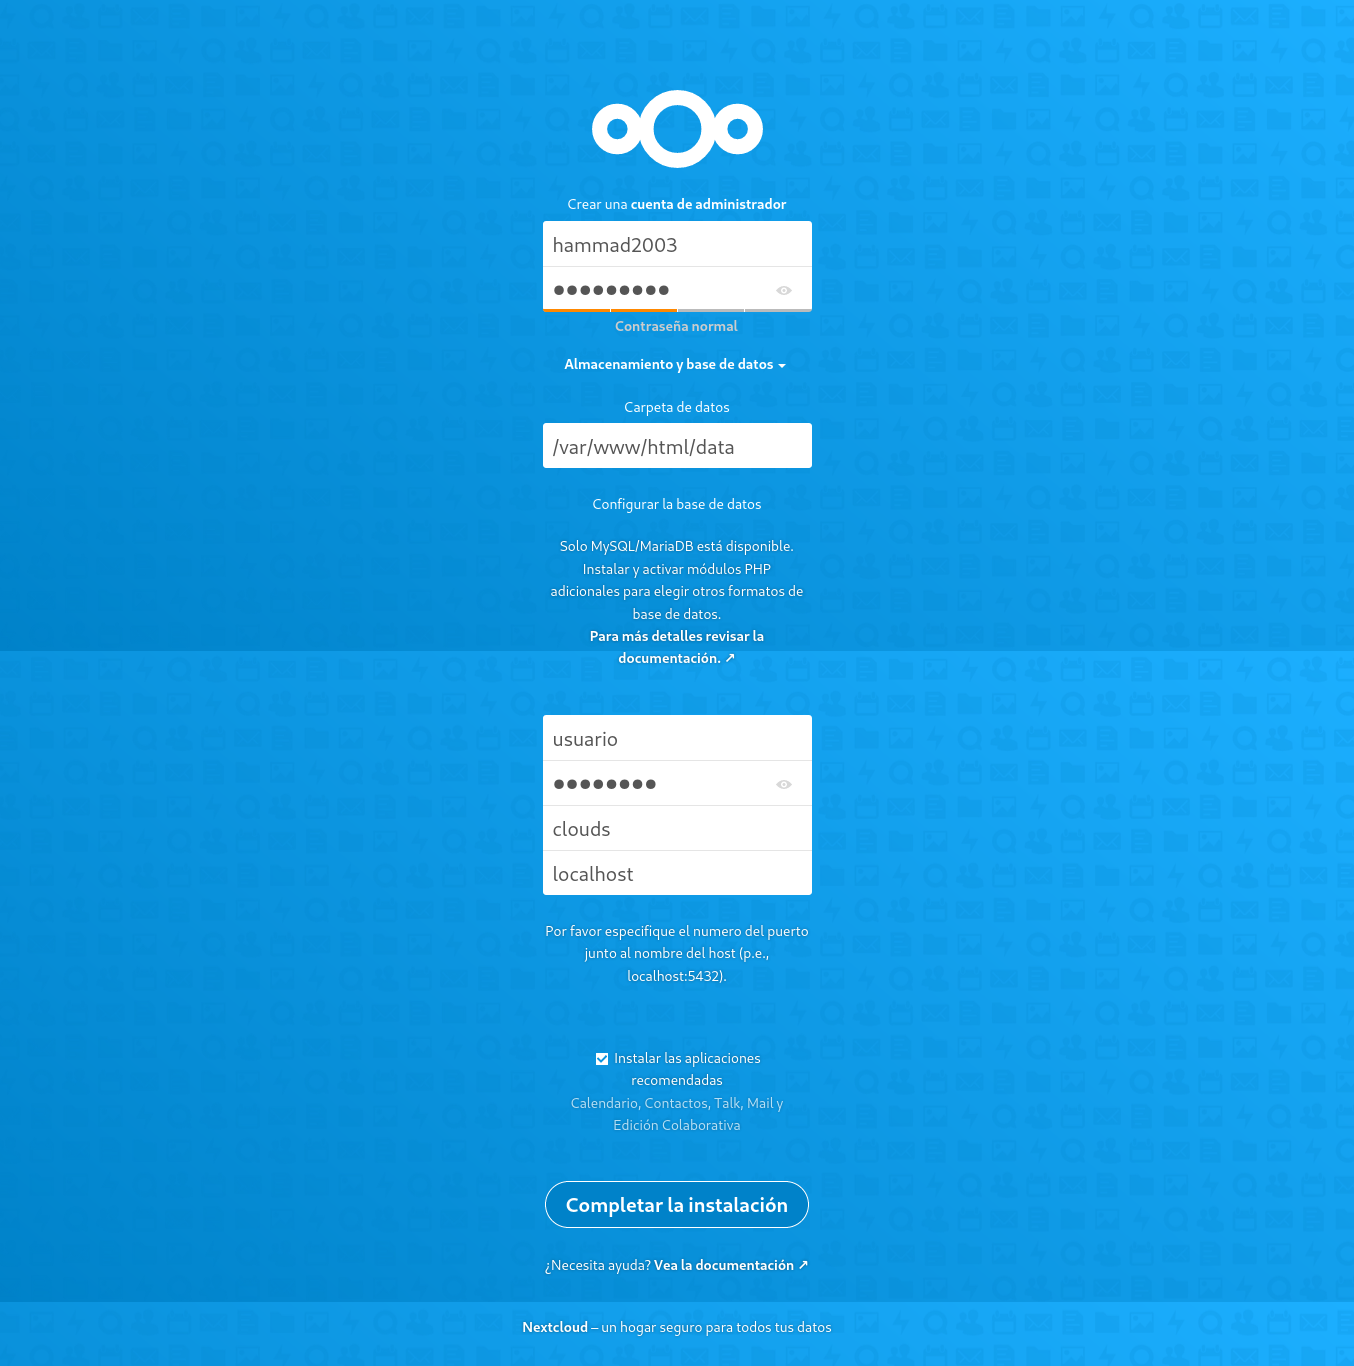 Crear una cuenta de administrador
hammad2003
●●●●●●●●●
Contraseña normal
Almacenamiento y base de datos
Carpeta de datos
/var/www/html/data
Configurar la base de datos
Solo MySQL/MariaDB está disponible.
Instalar y activar módulos PHP
adicionales para elegir otros formatos de
base de datos.
Para más detalles revisar la
documentación. ↗
usuario
●●●●●●●●
clouds
localhost
Por favor especifique el numero del puerto
junto al nombre del host (p.e.,
localhost:5432).
Instalar las aplicaciones
recomendadas
Calendario, Contactos, Talk, Mail y
Edición Colaborativa
Completar la instalación
¿Necesita ayuda? Vea la documentación ↗
Nextcloud – un hogar seguro para todos tus datos